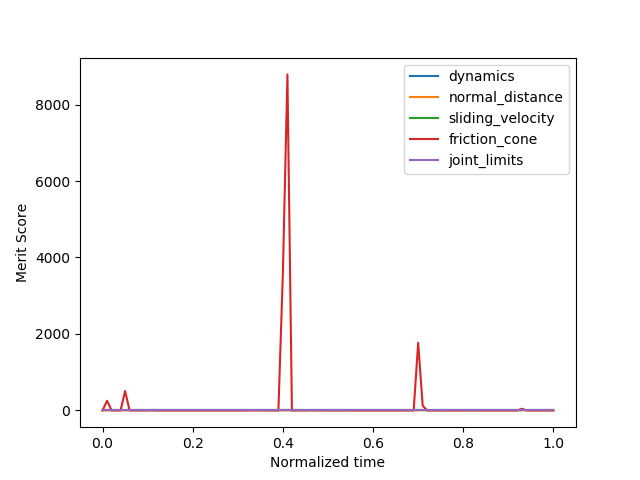 dynamics
normal_distance
sliding_velocity
friction_cone
joint_limits
8000
6000
4000
2000
0
Merit Score
0.0 0.2 0.4 0.6 0.8 1.0
Normalized time